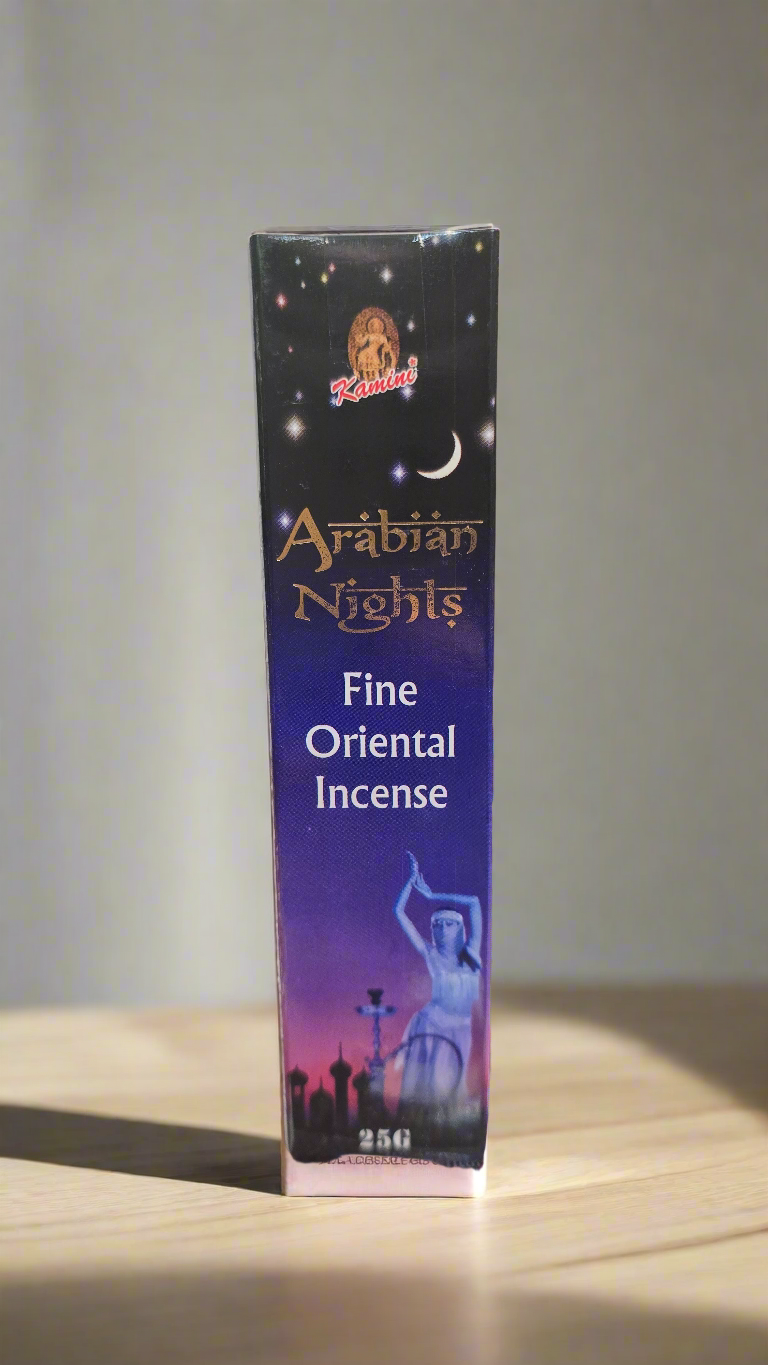 Kamini
Arabian
Nights
Fine
Oriental
Incense
25G